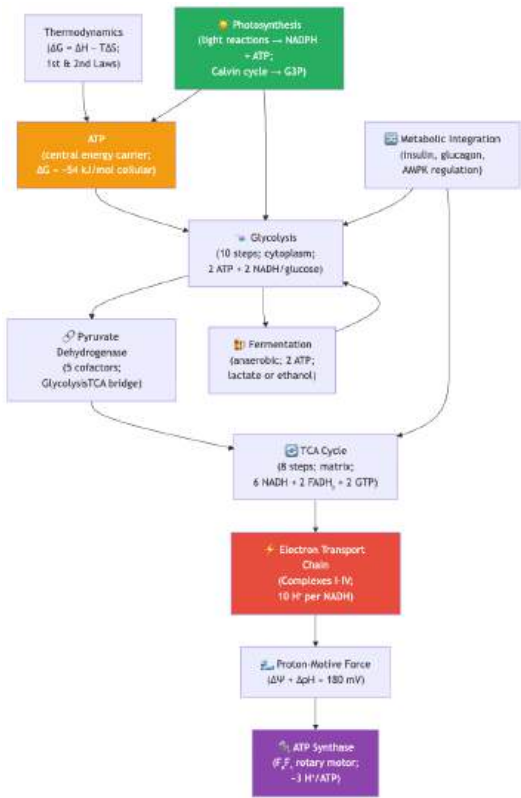 Thermodynamics
(ΔG = ΔH − TΔS;
1st & 2nd Laws)
Photosynthesis
(light reactions → NADPH
+ ATP;
Calvin cycle → G3P)
ATP
(central energy carrier;
ΔG ≈ −54 kJ/mol cellular)
Metabolic Integration
(insulin, glucagon,
AMPK regulation)
Glycolysis
(10 steps; cytoplasm;
2 ATP + 2 NADH/glucose)
Pyruvate
Dehydrogenase
(5 cofactors;
GlycolysisTCA bridge)
Fermentation
(anaerobic; 2 ATP;
lactate or ethanol)
TCA Cycle
(8 steps; matrix;
6 NADH + 2 FADH₂ + 2 GTP)
Electron Transport
Chain
(Complexes I-IV;
10 H⁺ per NADH)
Proton-Motive Force
(ΔΨ + ΔpH ≈ 180 mV)
ATP Synthase
(F₀F₁ rotary motor;
~3 H⁺/ATP)